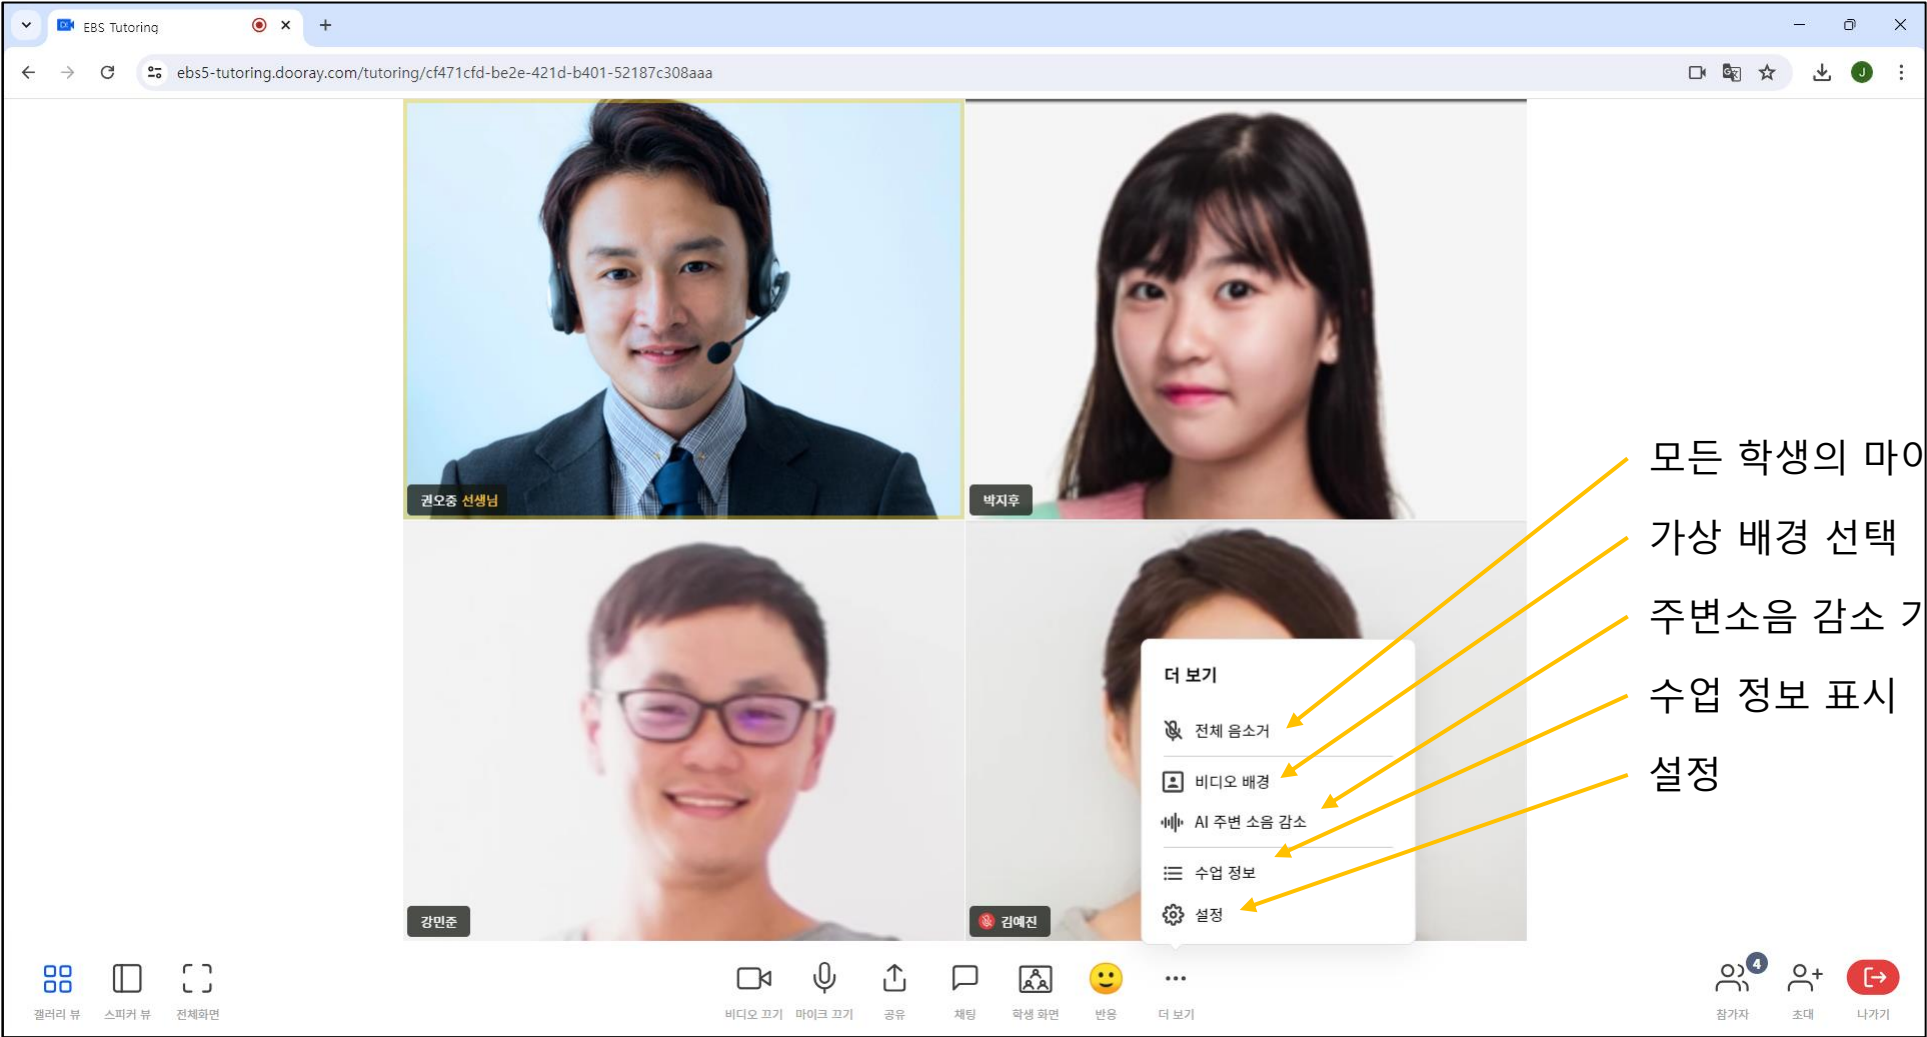 EBS Tutoring
ebs5-tutoring.dooray.com/tutoring/cf471cfd-be2e-421d-b401-52187c308aaa
J
권오중 선생님
박지후
모든 학생의 마이
가상 배경 선택
주변소음 감소 기
수업 정보 표시
설정
더 보기
전체 음소거
비디오 배경
AI 주변 소음 감소
수업 정보
설정
강민준
김예진
4
갤러리 뷰
스피커 뷰
전체화면
비디오 끄기
마이크 끄기
공유
채팅
학생 화면
반응
더 보기
참가자
초대
나가기